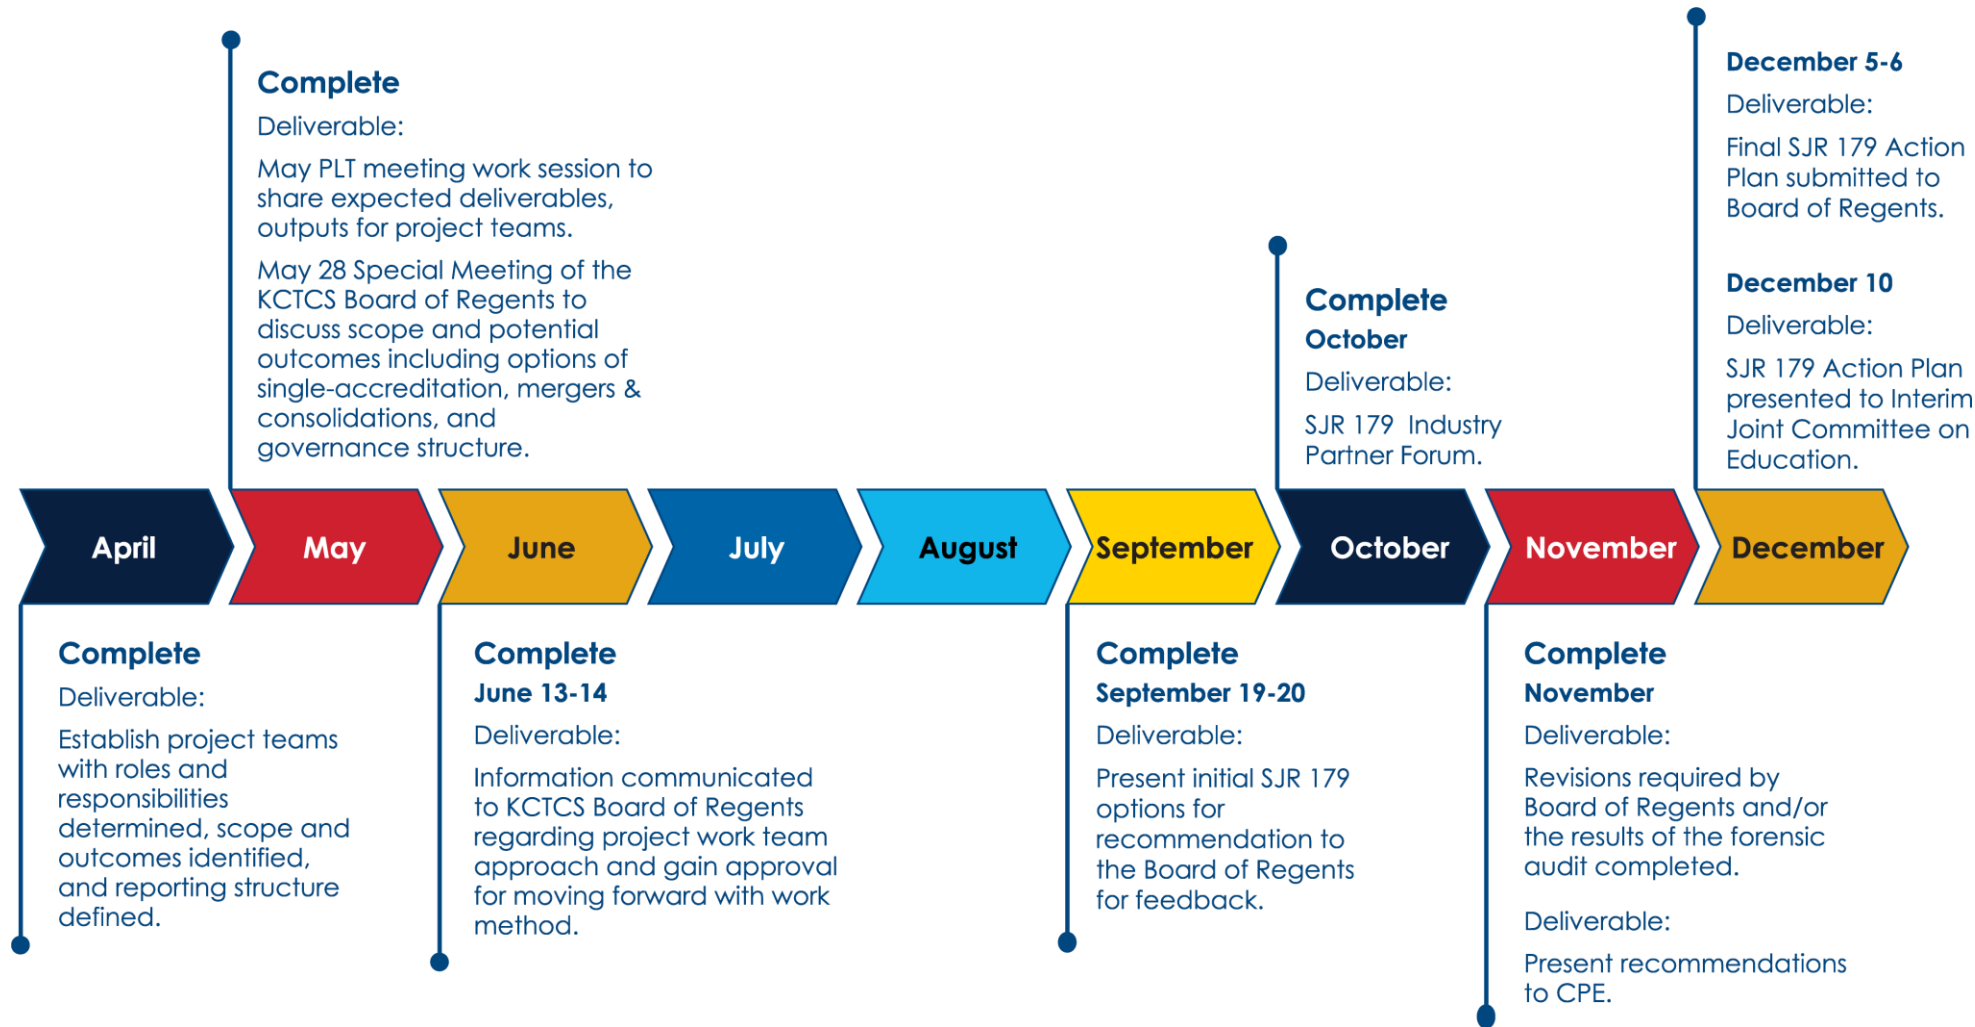 Complete
Deliverable:
May PLT meeting work session to
share expected deliverables,
outputs for project teams.
May 28 Special Meeting of the
KCTCS Board of Regents to
discuss scope and potential
outcomes including options of
single-accreditation, mergers &
consolidations, and
governance structure.
Complete
October
Deliverable:
SJR 179 Industry
Partner Forum.
December 5-6
Deliverable:
Final SJR 179 Action
Plan submitted to
Board of Regents.
December 10
Deliverable:
SJR 179 Action Plan
presented to Interim
Joint Committee on
Education.
April
May
June
July
August
September
October
November
December
Complete
Deliverable:
Establish project teams
with roles and
responsibilities
determined, scope and
outcomes identified,
and reporting structure
defined.
Complete
June 13-14
Deliverable:
Information communicated
to KCTCS Board of Regents
regarding project work team
approach and gain approval
for moving forward with work
method.
Complete
September 19-20
Deliverable:
Present initial SJR 179
options for
recommendation to
the Board of Regents
for feedback.
Complete
November
Deliverable:
Revisions required by
Board of Regents and/or
the results of the forensic
audit completed.
Deliverable:
Present recommendations
to CPE.